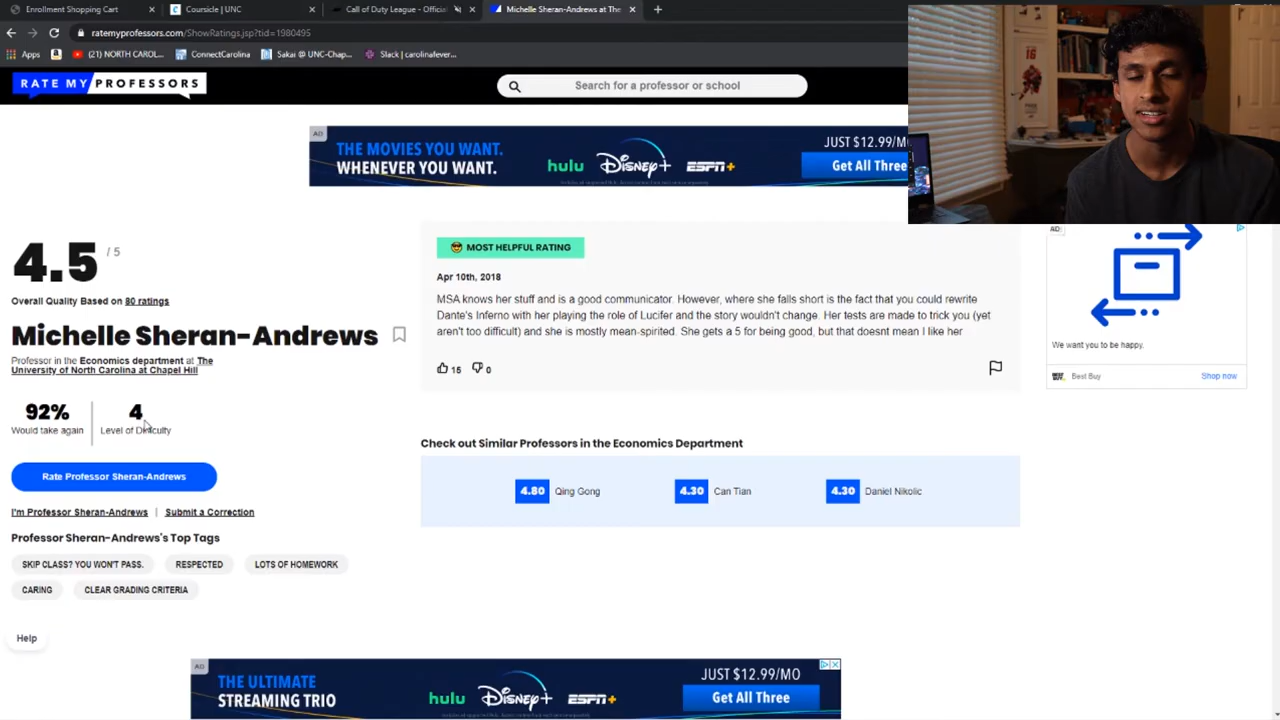 Enrollment Shopping Cart
Coursicle | UNC
Call of Duty League - Official
Michelle Sheran-Andrews at The
ratemyprofessors.com/ShowRatings.jsp?tid=1980495
Apps
(21) NORTH CAROL...
ConnectCarolina
Sakai @ UNC-Chap...
Slack | carolinafever...
RATE MY PROFESSORS
Search for a professor or school
AD
THE MOVIES YOU WANT.
WHENEVER YOU WANT.
hulu
Disney+
ESPN+
JUST $12.99/M
Get All Three
16
4.5 / 5
Overall Quality Based on 80 ratings
Michelle Sheran-Andrews
Professor in the Economics department at The
University of North Carolina at Chapel Hill
92%
Would take again
4
Level of Difficulty
Rate Professor Sheran-Andrews
I'm Professor Sheran-Andrews | Submit a Correction
Professor Sheran-Andrews's Top Tags
SKIP CLASS? YOU WON'T PASS.
RESPECTED
LOTS OF HOMEWORK
CARING
CLEAR GRADING CRITERIA
Help
MOST HELPFUL RATING
Apr 10th, 2018
MSA knows her stuff and is a good communicator. However, where she falls short is the fact that you could rewrite
Dante's Inferno with her playing the role of Lucifer and the story wouldn't change. Her tests are made to trick you (yet
aren't too difficult) and she is mostly mean-spirited. She gets a 5 for being good, but that doesnt mean I like her
15
0
Check out Similar Professors in the Economics Department
4.80 Qing Gong
4.30 Can Tian
4.30 Daniel Nikolic
AD
We want you to be happy.
BEST BUY
Best Buy
Shop now
AD
THE ULTIMATE
STREAMING TRIO
hulu
Disney+
ESPN+
JUST $12.99/MO
Get All Three